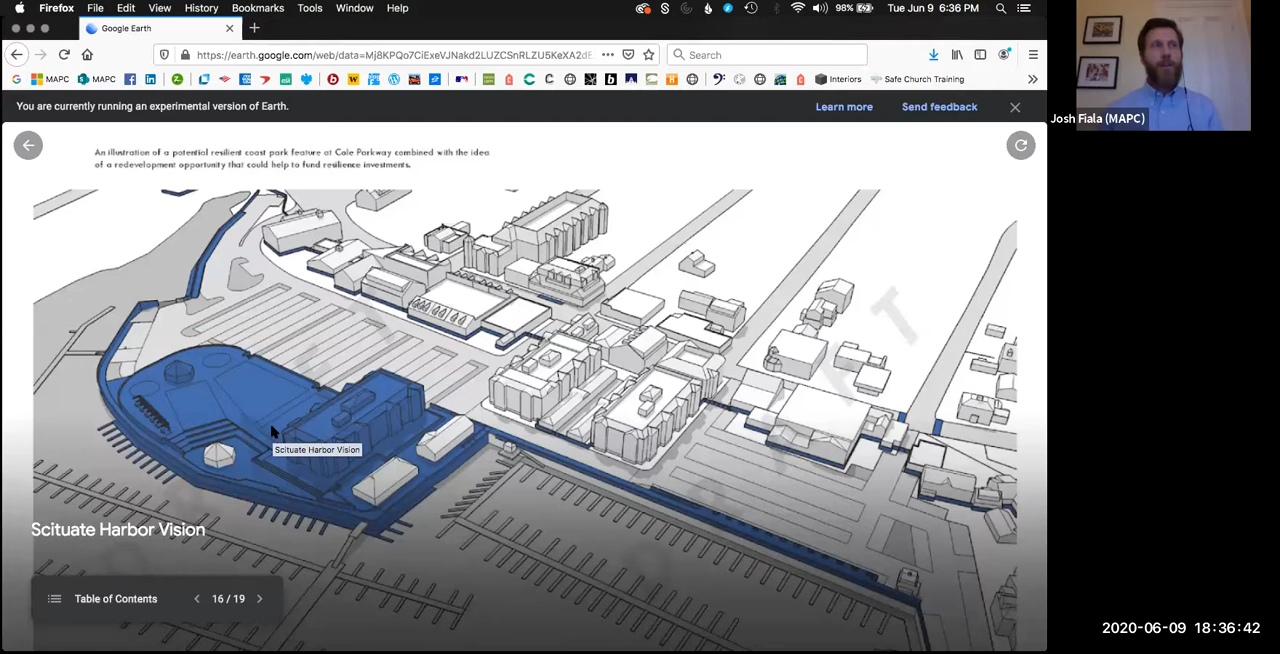 Firefox File Edit View History Bookmarks Tools Window Help
98% Tue Jun 9 6:36 PM
Google Earth
https://earth.google.com/web/data=Mj8KPQo7CiExeVJNakd2LUZCSnRLZU5KeXA2dE
Search
MAPC
MAPC
Interiors
Safe Church Training
You are currently running an experimental version of Earth.
Learn more
Send feedback
Josh Fiala (MAPC)
An illustration of a potential resilient coast park feature at Cole Parkway combined with the idea
of a redevelopment opportunity that could help to fund resilience investments.
Scituate Harbor Vision
Scituate Harbor Vision
Table of Contents
16 / 19
2020-06-09 18:36:42